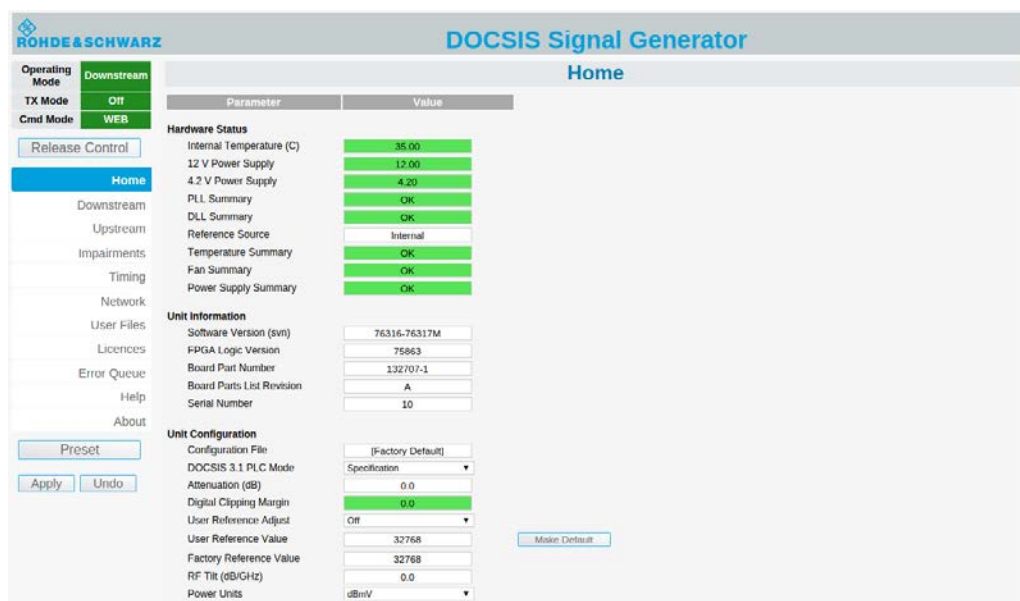 ROHDE&SCHWARZ
DOCSIS Signal Generator
Operating Mode Downstream
TX Mode Off
Cmd Mode WEB
Release Control
Home
Downstream
Upstream
Impairments
Timing
Network
User Files
Licences
Error Queue
Help
About
Preset
Apply Undo
Home
Parameter Value
Hardware Status
Internal Temperature (C) 35.00
12 V Power Supply 12.00
4.2 V Power Supply 4.20
PLL Summary OK
DLL Summary OK
Reference Source Internal
Temperature Summary OK
Fan Summary OK
Power Supply Summary OK
Unit Information
Software Version (svn) 76316-76317M
FPGA Logic Version 75863
Board Part Number 132707-1
Board Parts List Revision A
Serial Number 10
Unit Configuration
Configuration File [Factory Default]
DOCSIS 3.1 PLC Mode Specification
Attenuation (dB) 0.0
Digital Clipping Margin 0.0
User Reference Adjust Off
User Reference Value 32768 Make Default
Factory Reference Value 32768
RF Tilt (dB/GHz) 0.0
Power Units dBmV